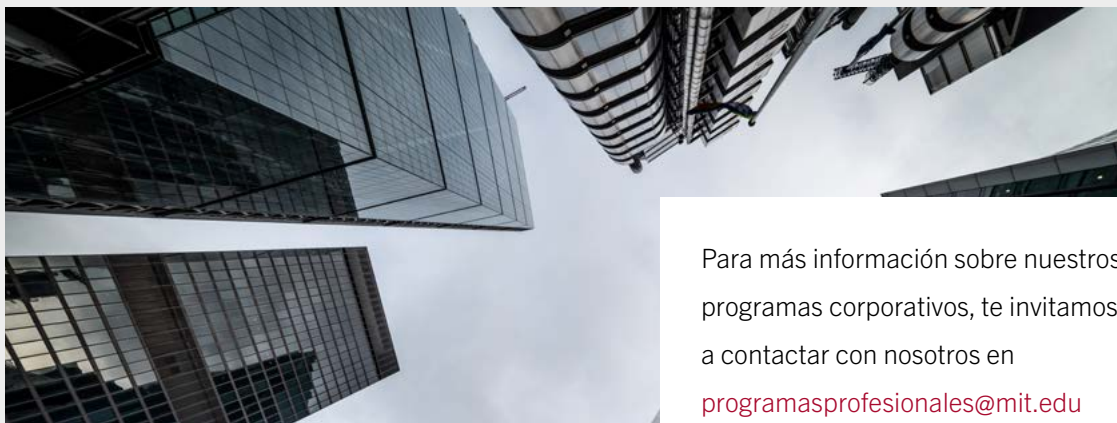 Para más información sobre nuestros
programas corporativos, te invitamos
a contactar con nosotros en
programasprofesionales@mit.edu